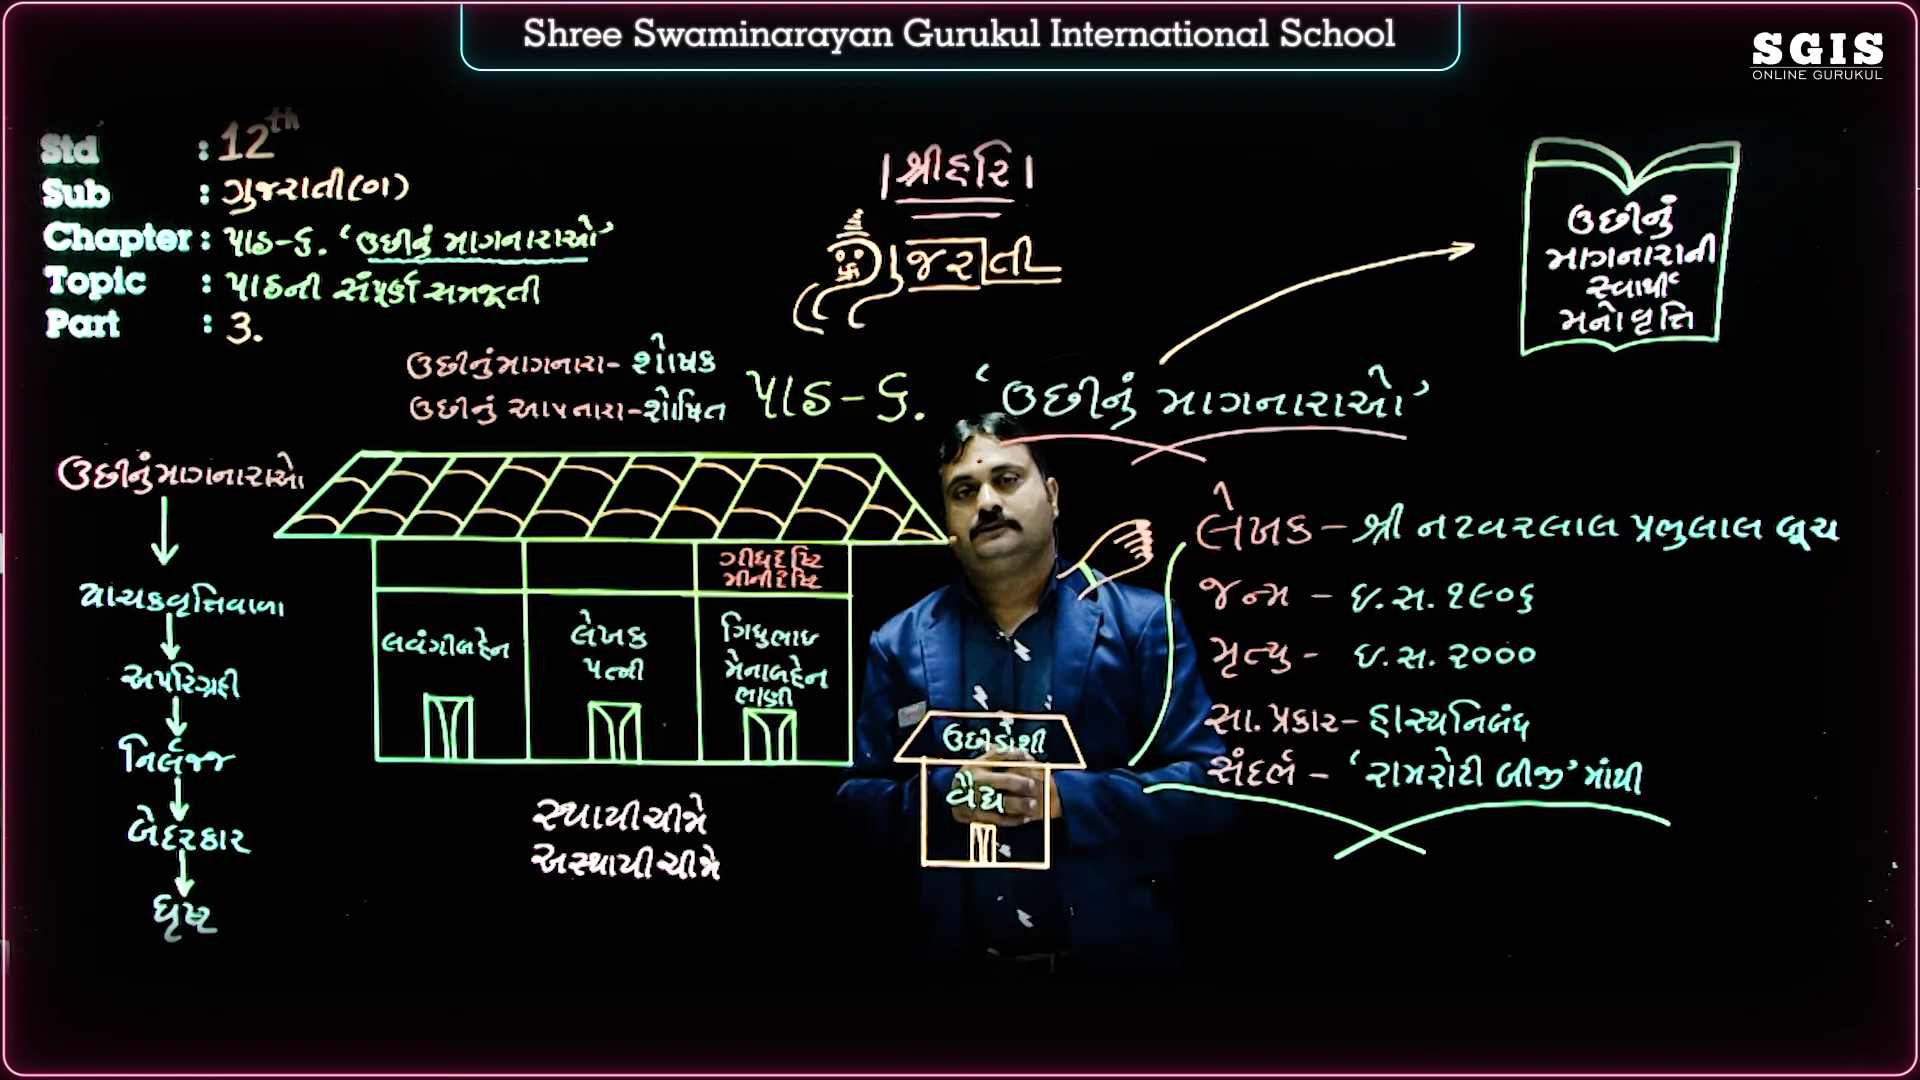 Shree Swaminarayan Gurukul International School
SGIS
ONLINE GURUKUL
Std : 12th
Sub : ગુજરાતી(૦૧)
Chapter : પાઠ-૬. ‘ઉછીનું માગનારાઓ’
Topic : પાઠની સંપૂર્ણ સમજૂતી
Part : 3.
|શ્રીહરિ|
ગુજરાતી
ઉછીનું
માગનારાની
સ્વાર્થી
મનોવૃત્તિ
ઉછીનું માગનારા- શોષક
ઉછીનું આપનારા-શોષિત
પાઠ-૬. ‘ઉછીનું માગનારાઓ’
ઉછીનું માગનારાઓ
યાચકવૃત્તિવાળા
અપરિગ્રહી
નિર્લજ્જ
બેદરકાર
ધૃષ્ટ
ગીધદૃષ્ટિ
મીનીદૃષ્ટિ
લવંગીબહેન
લેખક
પત્ની
ગિધુભાઇ
મેનાબહેન
ભાણી
સ્થાયી ચીજો
અસ્થાયી ચીજો
ઉછીડોશી
વૈદ્ય
લેખક - શ્રી નટવરલાલ પ્રભુલાલ બૂચ
જન્મ - ઇ.સ. ૧૯૦૬
મૃત્યુ - ઇ.સ. ૨૦૦૦
સા. પ્રકાર- હાસ્યનિબંધ
સંદર્ભ - ‘રામરોટી બીજી’ માંથી